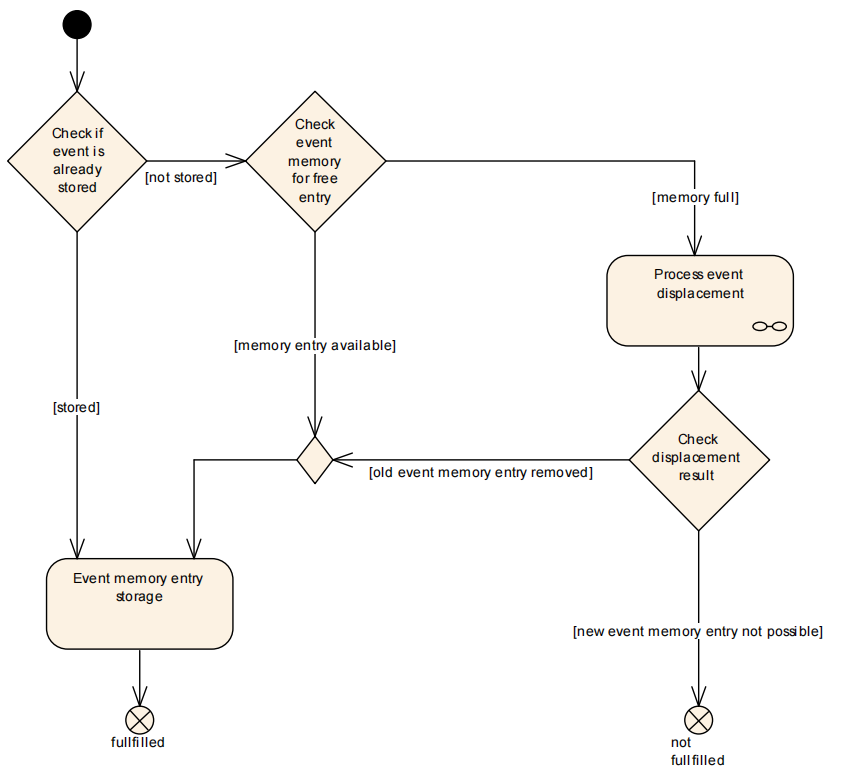 Check if
event is
already
stored
[not stored]
Check
event
memory
for free
entry
[memory full]
Process event
displacement
[memory entry available]
[stored]
Check
displacement
result
[old event memory entry removed]
Event memory entry
storage
[new event memory entry not possible]
fullfilled
not
fullfilled